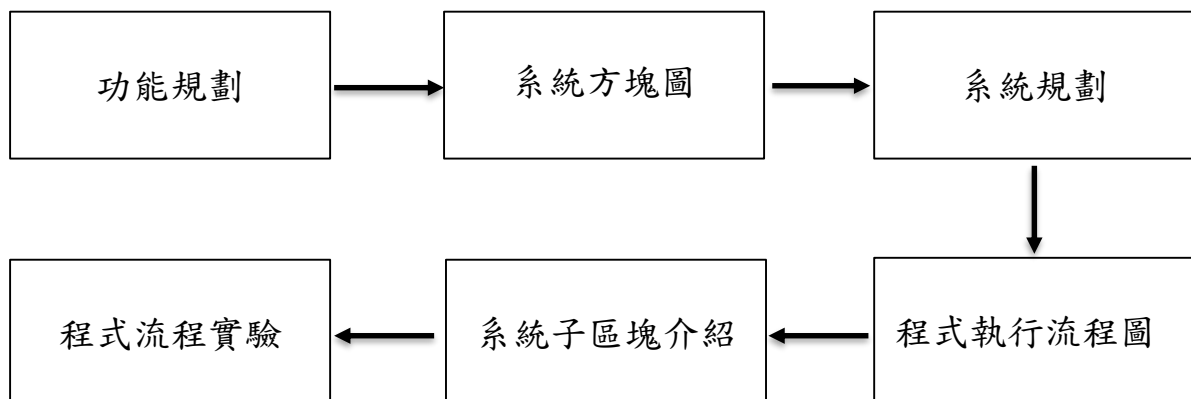 功能規劃
系統方塊圖
系統規劃
程式執行流程圖
系統子區塊介紹
程式流程實驗